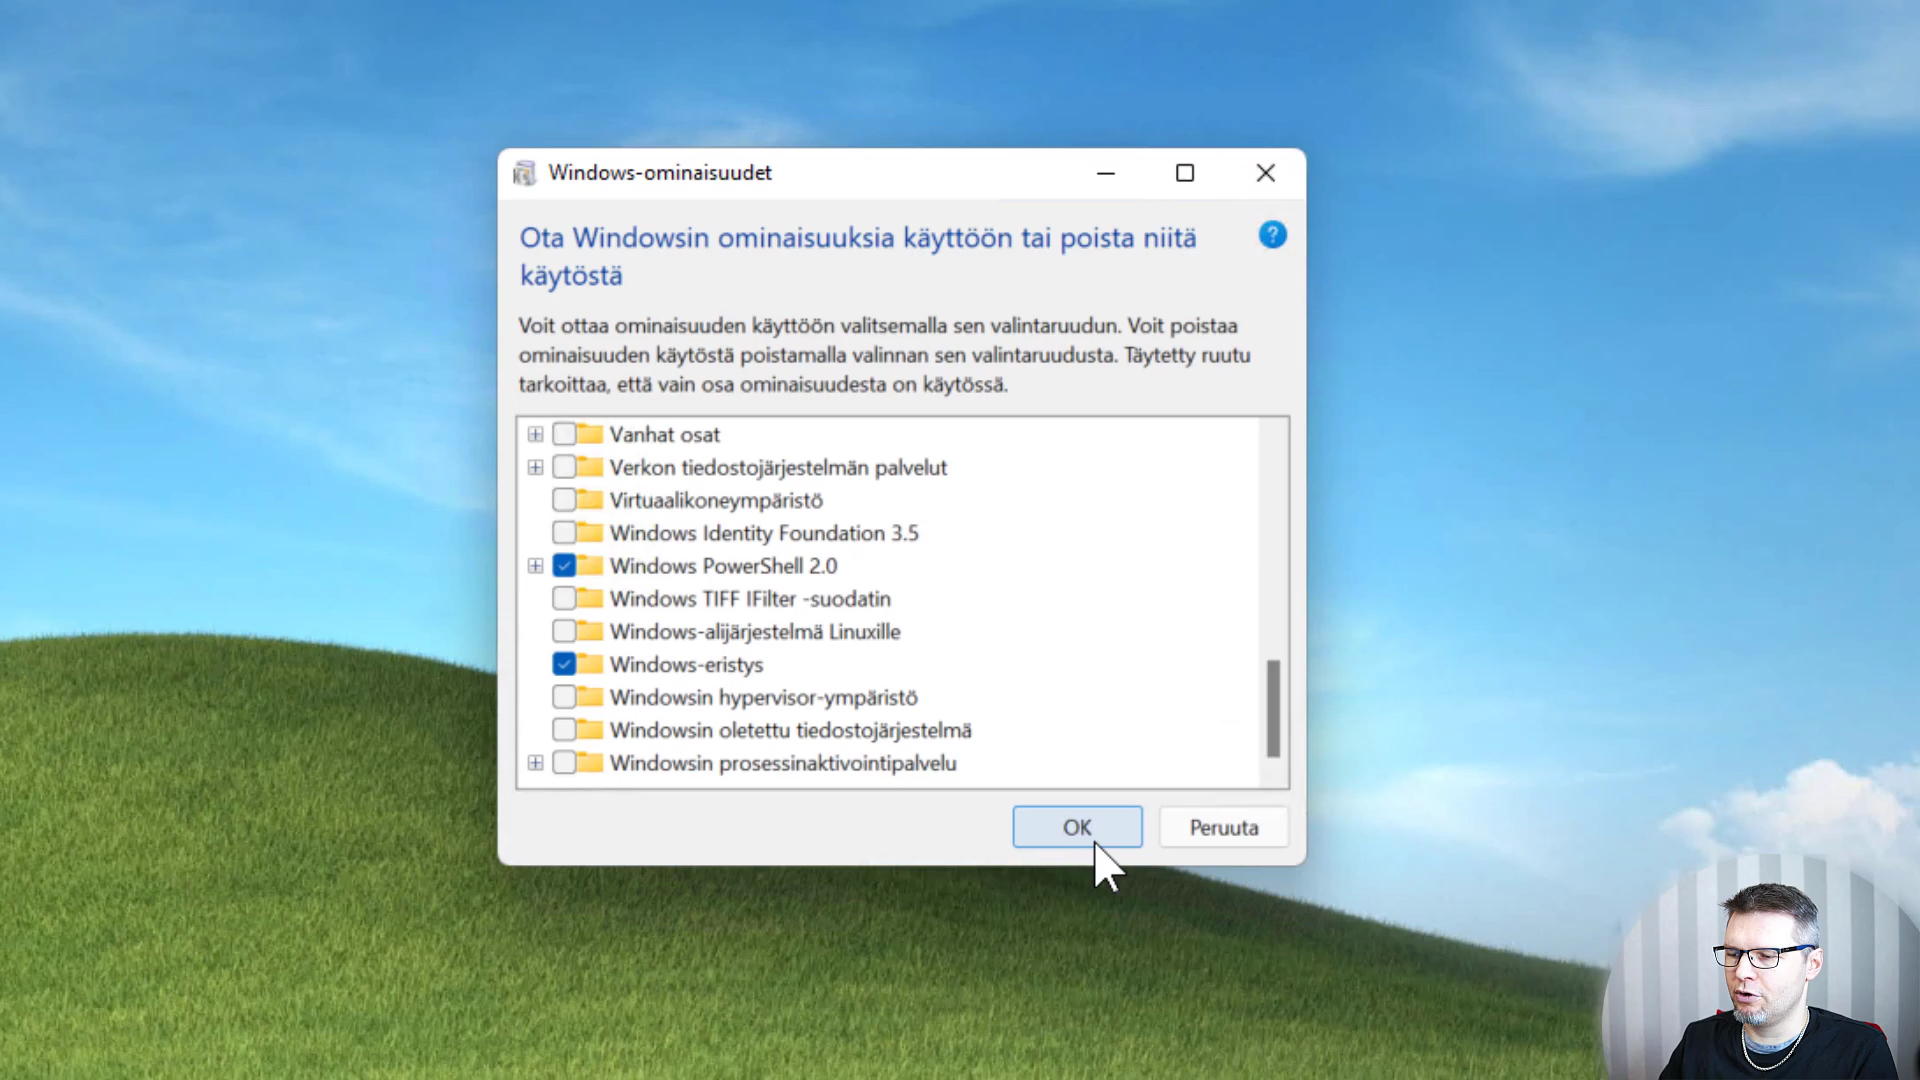 Windows-ominaisuudet
Ota Windowsin ominaisuuksia käyttöön tai poista niitä
käytöstä
?
Voit ottaa ominaisuuden käyttöön valitsemalla sen valintaruudun. Voit poistaa
ominaisuuden käytöstä poistamalla valinnan sen valintaruudusta. Täytetty ruutu
tarkoittaa, että vain osa ominaisuudesta on käytössä.
Vanhat osat
Verkon tiedostojärjestelmän palvelut
Virtuaalikoneympäristö
Windows Identity Foundation 3.5
Windows PowerShell 2.0
Windows TIFF IFilter -suodatin
Windows-alijärjestelmä Linuxille
Windows-eristys
Windowsin hypervisor-ympäristö
Windowsin oletettu tiedostojärjestelmä
Windowsin prosessinaktivointipalvelu
OK
Peruuta